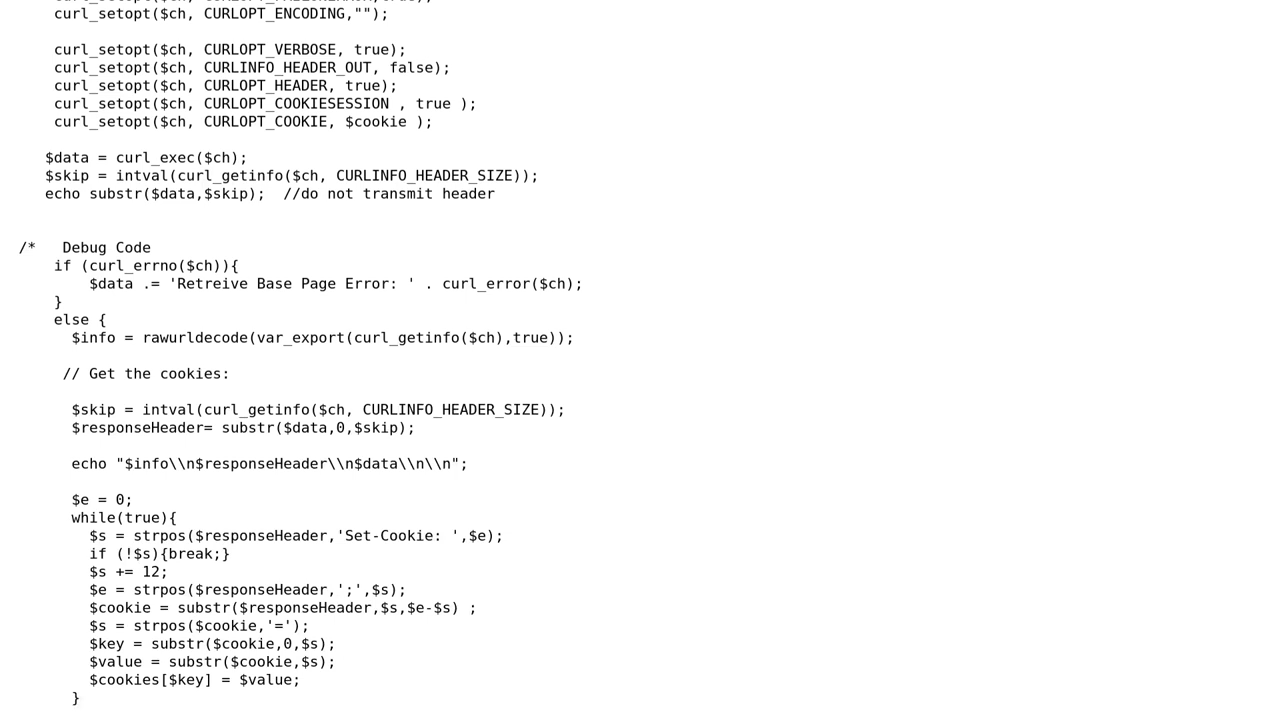 curl_setopt($ch, CURLOPT_ENCODING,"");
curl_setopt($ch, CURLOPT_VERBOSE, true);
curl_setopt($ch, CURLINFO_HEADER_OUT, false);
curl_setopt($ch, CURLOPT_HEADER, true);
curl_setopt($ch, CURLOPT_COOKIESESSION , true );
curl_setopt($ch, CURLOPT_COOKIE, $cookie );
$data = curl_exec($ch);
$skip = intval(curl_getinfo($ch, CURLINFO_HEADER_SIZE));
echo substr($data,$skip);  //do not transmit header
/*   Debug Code
if (curl_errno($ch)){
$data .= 'Retreive Base Page Error: ' . curl_error($ch);
}
else {
$info = rawurldecode(var_export(curl_getinfo($ch),true));
// Get the cookies:
$skip = intval(curl_getinfo($ch, CURLINFO_HEADER_SIZE));
$responseHeader= substr($data,0,$skip);
echo "$info\\n$responseHeader\\n$data\\n\\n";
$e = 0;
while(true){
$s = strpos($responseHeader,'Set-Cookie: ',$e);
if (!$s){break;}
$s += 12;
$e = strpos($responseHeader,';',$s);
$cookie = substr($responseHeader,$s,$e-$s) ;
$s = strpos($cookie,'=');
$key = substr($cookie,0,$s);
$value = substr($cookie,$s);
$cookies[$key] = $value;
}